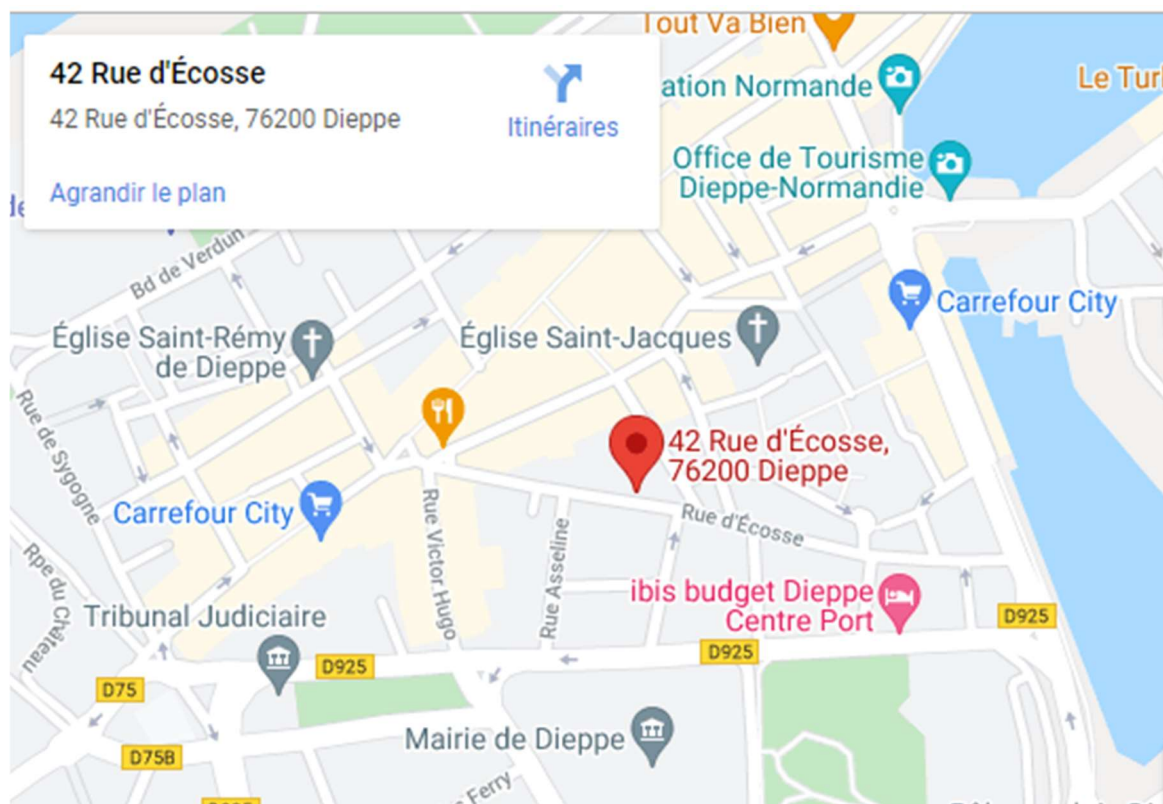 Tout Va Bien
42 Rue d'Écosse
42 Rue d'Écosse, 76200 Dieppe
Itinéraires
Agrandir le plan
ation Normande
Le Turl
Office de Tourisme
Dieppe-Normandie
de
Bd de Verdun
Carrefour City
Église Saint-Rémy
de Dieppe
Église Saint-Jacques
Rue de Sygogne
42 Rue d'Écosse,
76200 Dieppe
Carrefour City
Rue Victor Hugo
Rue d'Écosse
Rue Asseline
Rpe du Château
ibis budget Dieppe
Centre Port
Tribunal Judiciaire
D925
D925
D925
D75
Mairie de Dieppe
D75B
Ferry